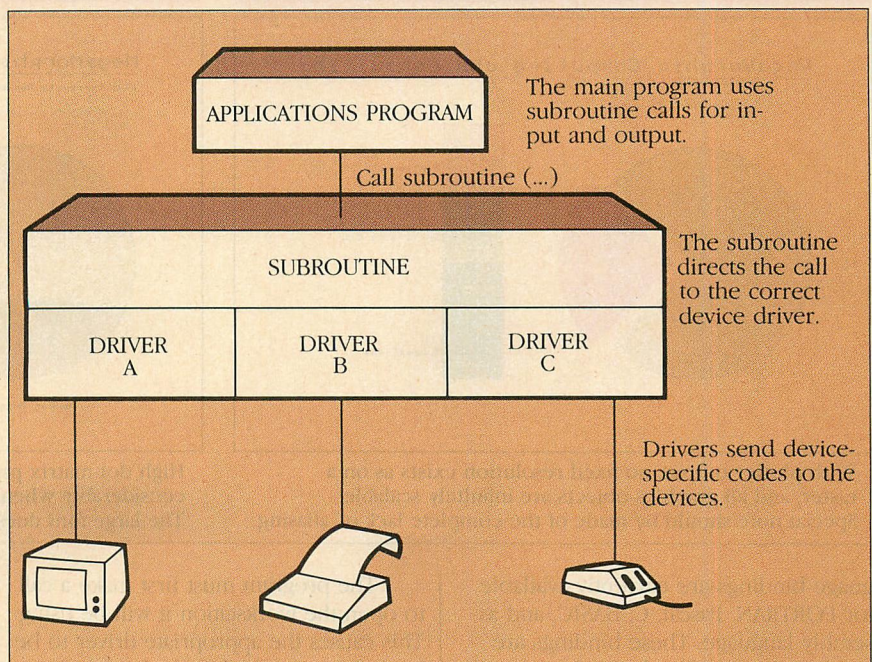 APPLICATIONS PROGRAM
The main program uses
subroutine calls for in-
put and output.
Call subroutine (...)
SUBROUTINE
The subroutine
directs the call
to the correct
device driver.
DRIVER
A
DRIVER
B
DRIVER
C
Drivers send device-
specific codes to the
devices.